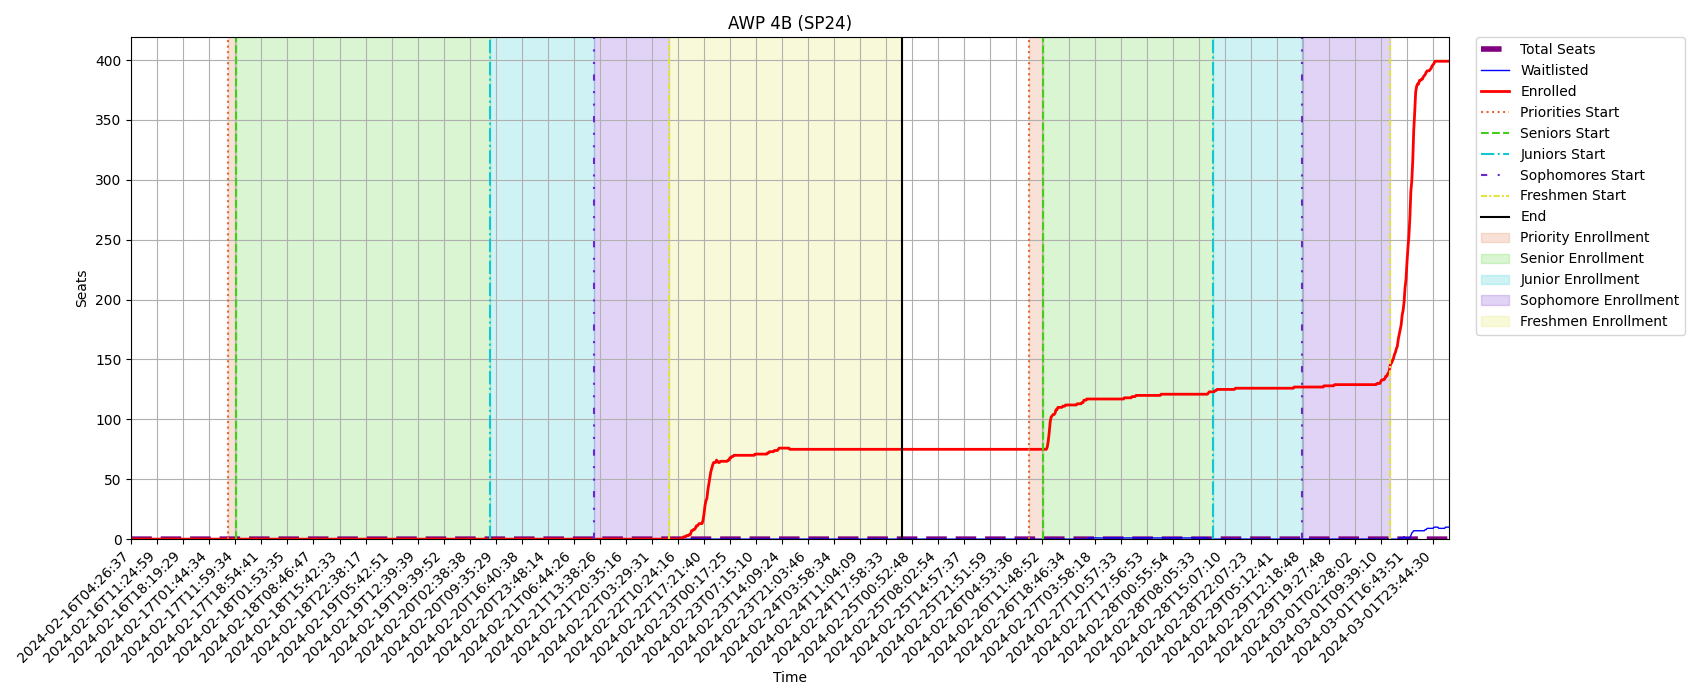 AWP 4B (SP24)
400
350
300
250
200
150
100
50
0
Seats
2024-02-16T04:26:37
2024-02-16T11:24:59
2024-02-16T18:19:29
2024-02-17T01:44:34
2024-02-17T11:59:34
2024-02-17T18:54:41
2024-02-18T01:53:35
2024-02-18T08:46:47
2024-02-18T15:42:33
2024-02-18T22:38:17
2024-02-19T05:42:51
2024-02-19T12:39:39
2024-02-19T19:39:52
2024-02-20T02:38:38
2024-02-20T09:35:29
2024-02-20T16:40:38
2024-02-20T23:48:14
2024-02-21T06:44:26
2024-02-21T13:38:26
2024-02-21T20:35:16
2024-02-22T03:29:31
2024-02-22T10:24:16
2024-02-22T17:21:40
2024-02-23T00:17:25
2024-02-23T07:15:10
2024-02-23T14:09:24
2024-02-23T21:03:46
2024-02-24T03:58:34
2024-02-24T11:04:09
2024-02-24T17:58:33
2024-02-25T00:52:48
2024-02-25T08:02:54
2024-02-25T14:57:37
2024-02-25T21:51:59
2024-02-26T04:53:36
2024-02-26T11:48:52
2024-02-26T18:46:34
2024-02-27T03:58:18
2024-02-27T10:57:33
2024-02-27T17:56:53
2024-02-28T00:55:54
2024-02-28T08:05:33
2024-02-28T15:07:10
2024-02-28T22:07:23
2024-02-29T05:12:41
2024-02-29T12:18:48
2024-02-29T19:27:48
2024-03-01T02:28:02
2024-03-01T09:39:10
2024-03-01T16:43:51
2024-03-01T23:44:30
Time
Total Seats
Waitlisted
Enrolled
Priorities Start
Seniors Start
Juniors Start
Sophomores Start
Freshmen Start
End
Priority Enrollment
Senior Enrollment
Junior Enrollment
Sophomore Enrollment
Freshmen Enrollment